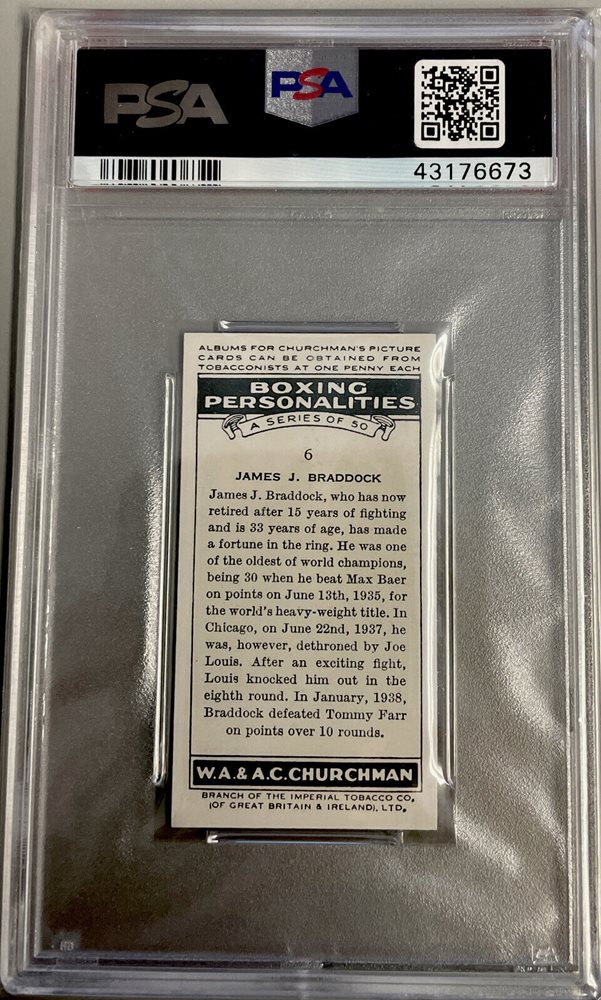 PSA
PSA
43176673
ALBUMS FOR CHURCHMAN'S PICTURE
CARDS CAN BE OBTAINED FROM
TOBACCONISTS AT ONE PENNY EACH
BOXING
PERSONALITIES
A SERIES OF 50
6
JAMES J. BRADDOCK
James J. Braddock, who has now
retired after 15 years of fighting
and is 33 years of age, has made
a fortune in the ring. He was one
of the oldest of world champions,
being 30 when he beat Max Baer
on points on June 13th, 1935, for
the world's heavy-weight title. In
Chicago, on June 22nd, 1937, he
was, however, dethroned by Joe
Louis. After an exciting fight,
Louis knocked him out in the
eighth round. In January, 1938,
Braddock defeated Tommy Farr
on points over 10 rounds.
W.A. & A.C. CHURCHMAN
BRANCH OF THE IMPERIAL TOBACCO CO,
(OF GREAT BRITAIN & IRELAND), LTD,